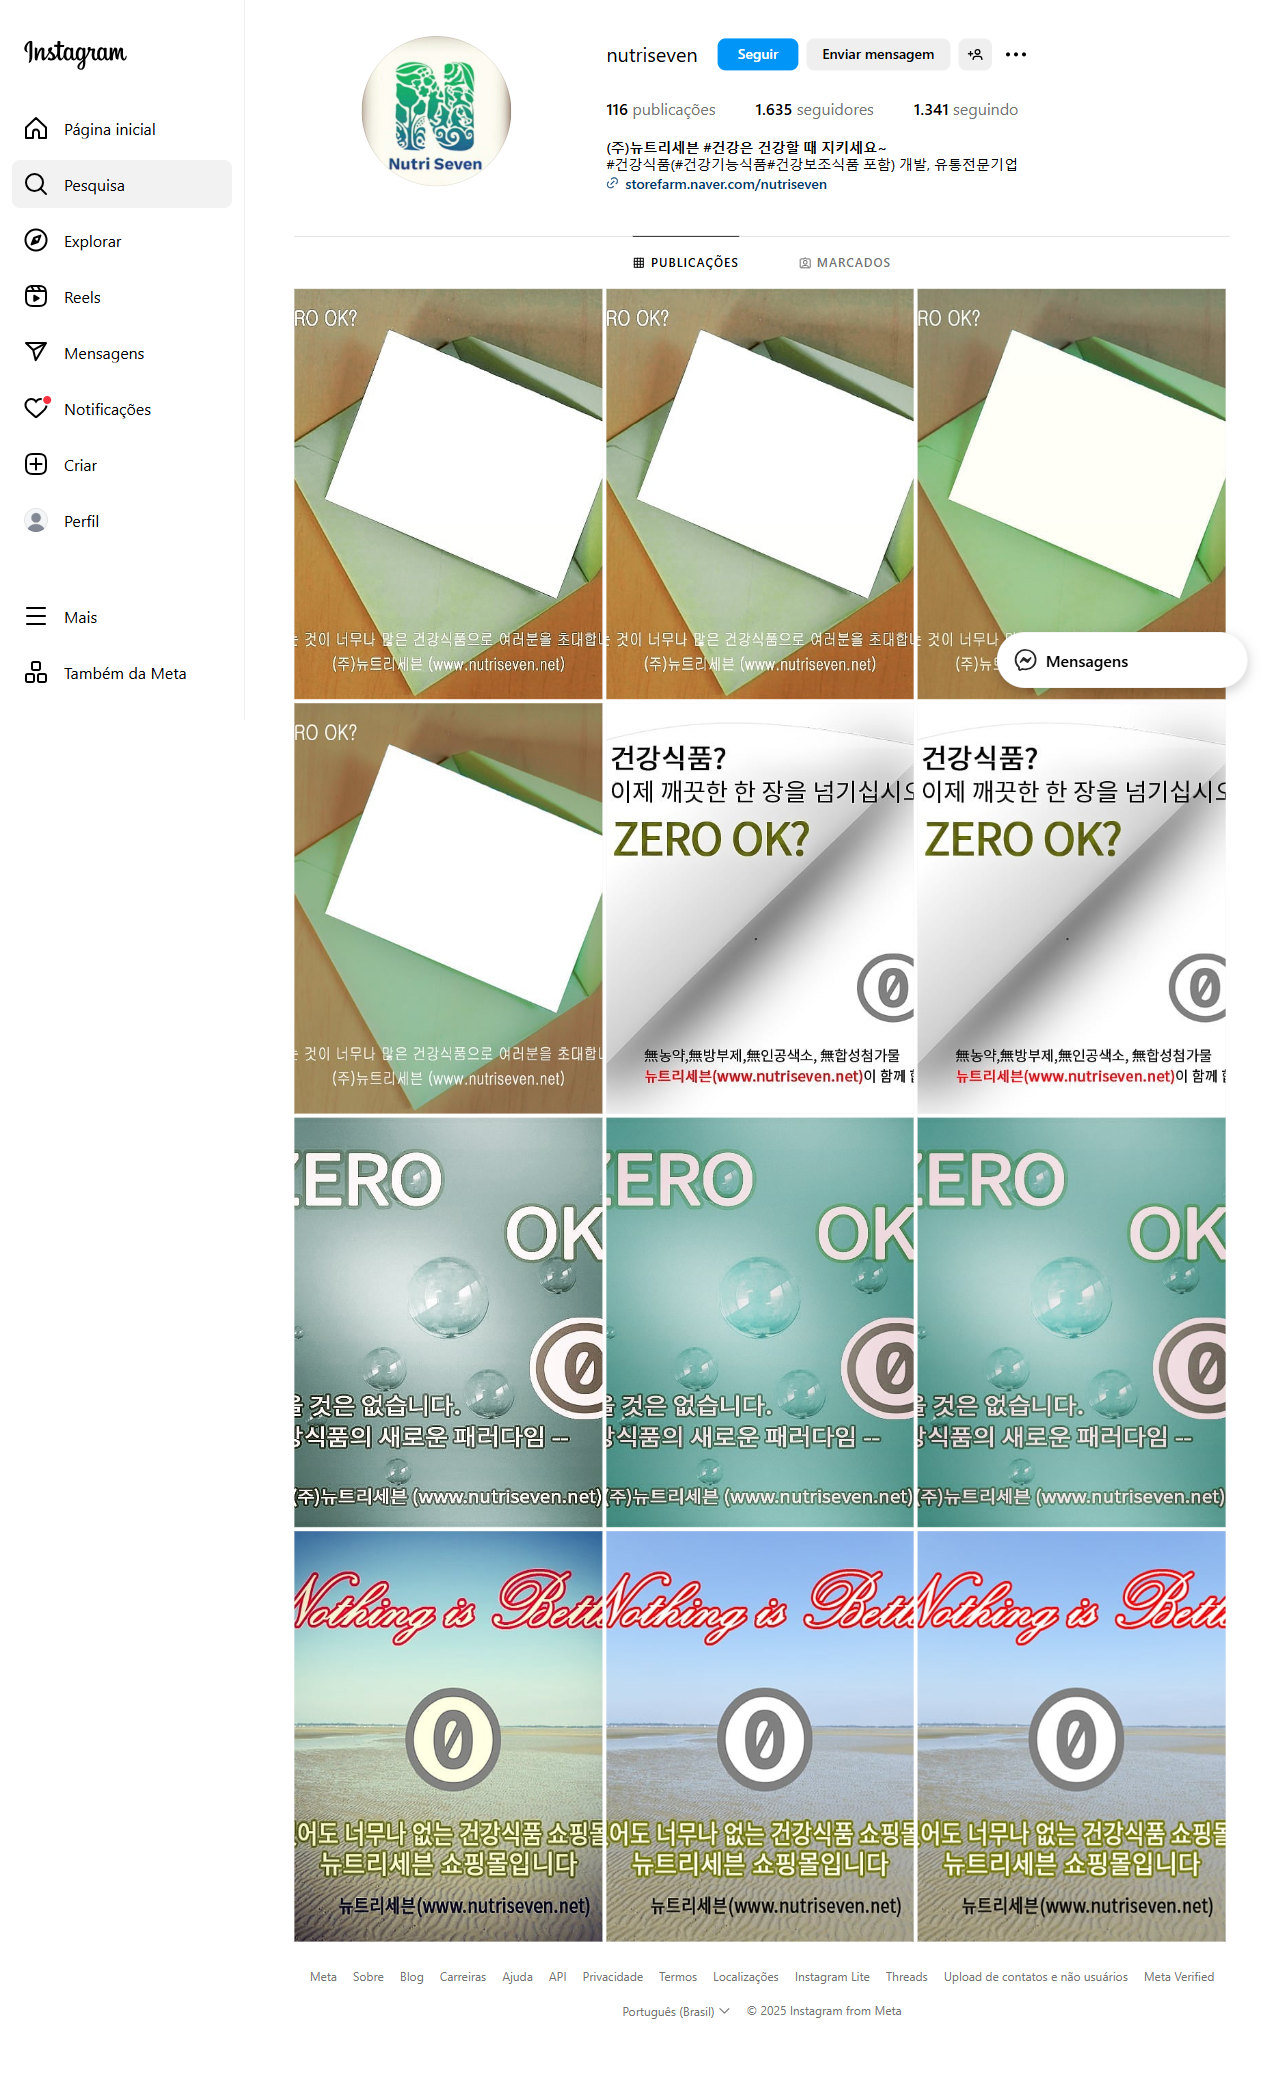 Instagram
Página inicial
Pesquisa
Explorar
Reels
Mensagens
Notificações
Criar
Perfil
Mais
Também da Meta
Nutri Seven
nutriseven
Seguir
Enviar mensagem
116 publicações
1.635 seguidores
1.341 seguindo
(주)뉴트리세븐 #건강은 건강할 때 지키세요~
#건강식품(#건강기능식품#건강보조식품 포함) 개발, 유통전문기업
storefarm.naver.com/nutriseven
PUBLICAÇÕES
MARCADOS
RO OK?
것이 너무나 많은 건강식품으로 여러분을 초대합
(주)뉴트리세븐 (www.nutriseven.net)
RO OK?
것이 너무나 많은 건강식품으로 여러분을 초대합
(주)뉴트리세븐 (www.nutriseven.net)
RO OK?
것이 너무나
Mensagens
RO OK?
것이 너무나 많은 건강식품으로 여러분을 초대합
(주)뉴트리세븐 (www.nutriseven.net)
건강식품?
이제 깨끗한 한 장을 넘기십시오
ZERO OK?
0
無농약,無방부제,無인공색소, 無합성첨가물
뉴트리세븐(www.nutriseven.net)이 함께
건강식품?
이제 깨끗한 한 장을 넘기십시오
ZERO OK?
0
無농약,無방부제,無인공색소, 無합성첨가물
뉴트리세븐(www.nutriseven.net)이 함께
ZERO
OK
0
을 것은 없습니다.
강식품의 새로운 패러다임 --
(주)뉴트리세븐 (www.nutriseven.net)
ZERO
OK
0
을 것은 없습니다.
강식품의 새로운 패러다임 --
(주)뉴트리세븐 (www.nutriseven.net)
ZERO
OK
0
을 것은 없습니다.
강식품의 새로운 패러다임 --
(주)뉴트리세븐 (www.nutriseven.net)
Nothing is Bett
0
어도 너무나 없는 건강식품 쇼핑몰
뉴트리세븐 쇼핑몰입니다
뉴트리세븐(www.nutriseven.net)
Nothing is Bett
0
어도 너무나 없는 건강식품 쇼핑몰
뉴트리세븐 쇼핑몰입니다
뉴트리세븐(www.nutriseven.net)
Nothing is Bett
0
어도 너무나 없는 건강식품 쇼핑몰
뉴트리세븐 쇼핑몰입니다
뉴트리세븐(www.nutriseven.net)
Meta Sobre Blog Carreiras Ajuda API Privacidade Termos Localizações Instagram Lite Threads Upload de contatos e não usuários Meta Verified
Português (Brasil) © 2025 Instagram from Meta